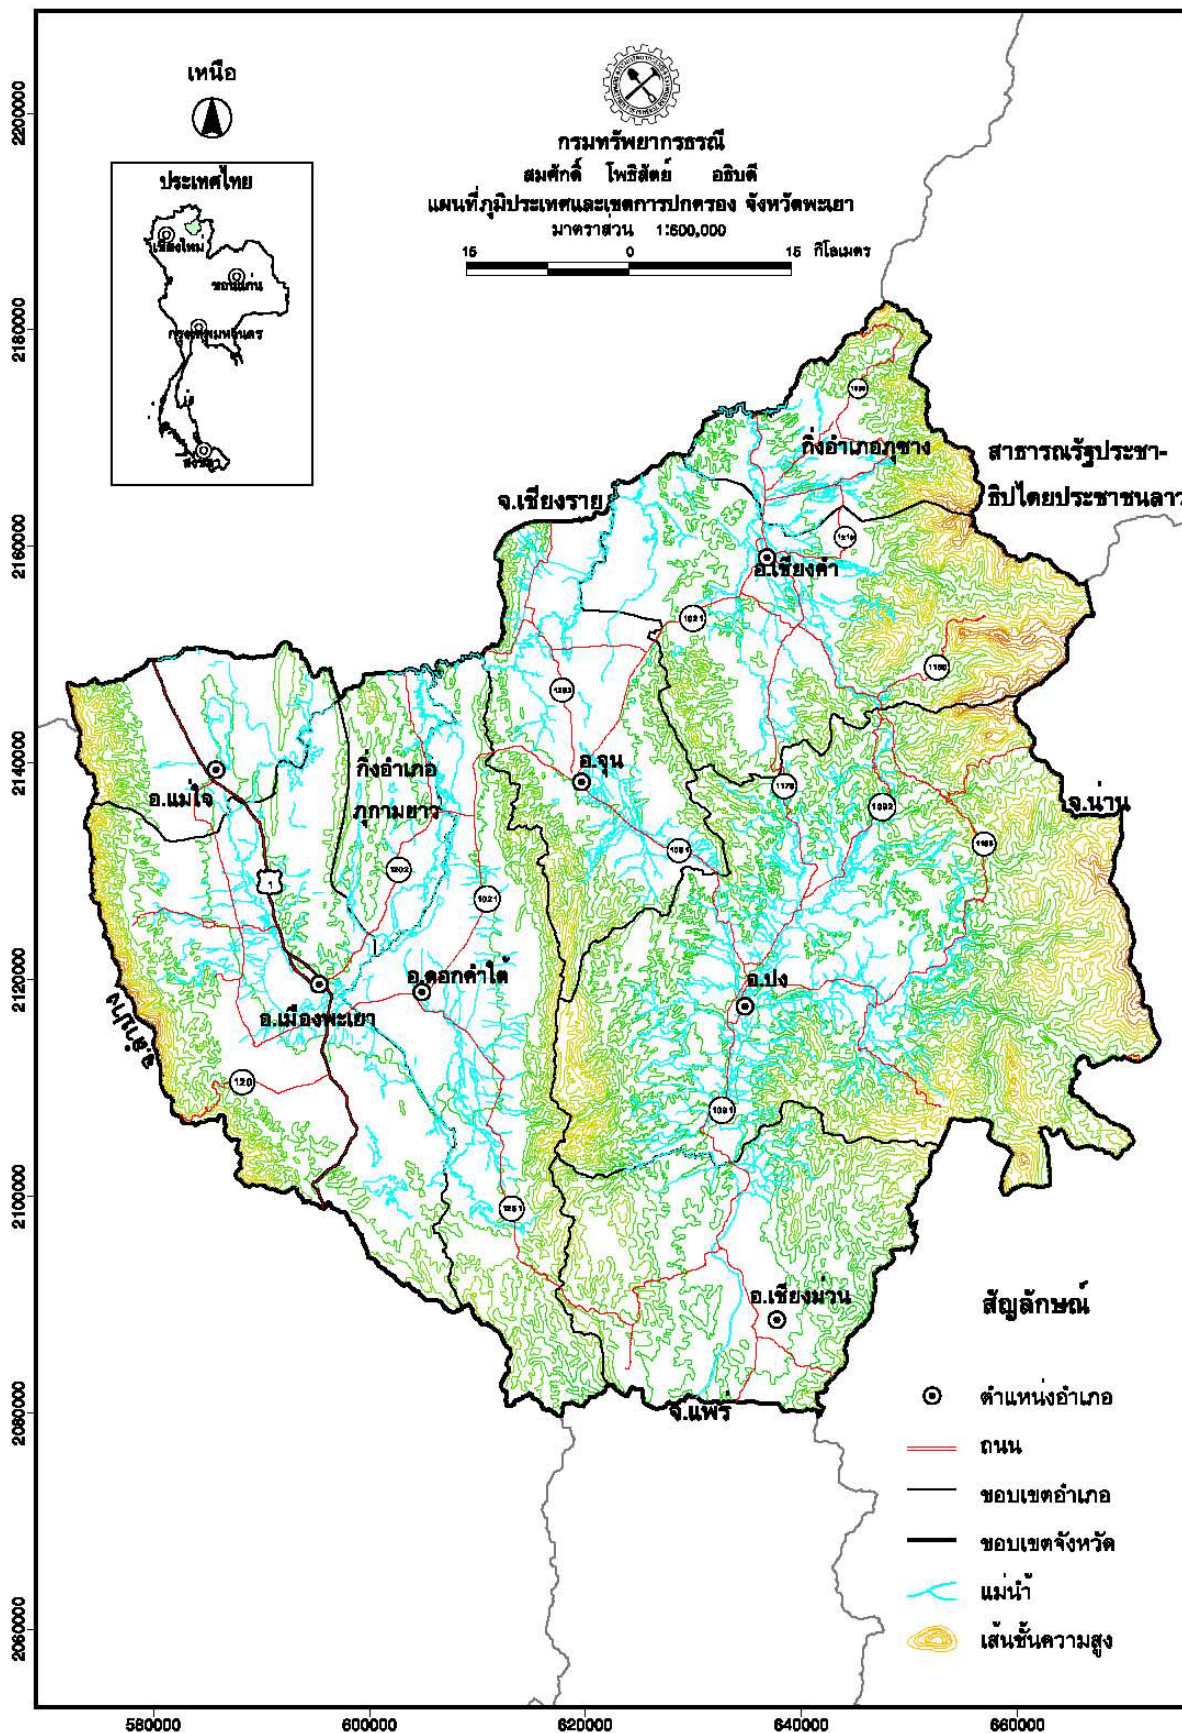 เหนือ
ประเทศไทย
เชียงใหม่
ขอนแก่น
กรุงเทพมหานคร
สงขลา
กรมทรัพยากรธรณี
สมศักดิ์ โพธิสัตย์ อธิบดี
แผนที่ภูมิประเทศและเขตการปกครอง จังหวัดพะเยา
มาตราส่วน 1:600,000
15 0 15 กิโลเมตร
2200000
2180000
2160000
2140000
2120000
2100000
2080000
2060000
580000
600000
620000
640000
660000
กิ่งอำเภอภูซาง
สาธารณรัฐประชา-
ธิปไตยประชาชนลาว
จ.เชียงราย
อ.เชียงคำ
1021
อ.จุน
กิ่งอำเภอ
ภูกามยาว
อ.แม่ใจ
จ.น่าน
1179
1092
1091
1202
1
1021
อ.ดอกคำใต้
อ.ปง
อ.เมืองพะเยา
จ.ลำปาง
120
1091
1251
อ.เชียงม่วน
จ.แพร่
สัญลักษณ์
ตำแหน่งอำเภอ
ถนน
ขอบเขตอำเภอ
ขอบเขตจังหวัด
แม่น้ำ
เส้นชั้นความสูง